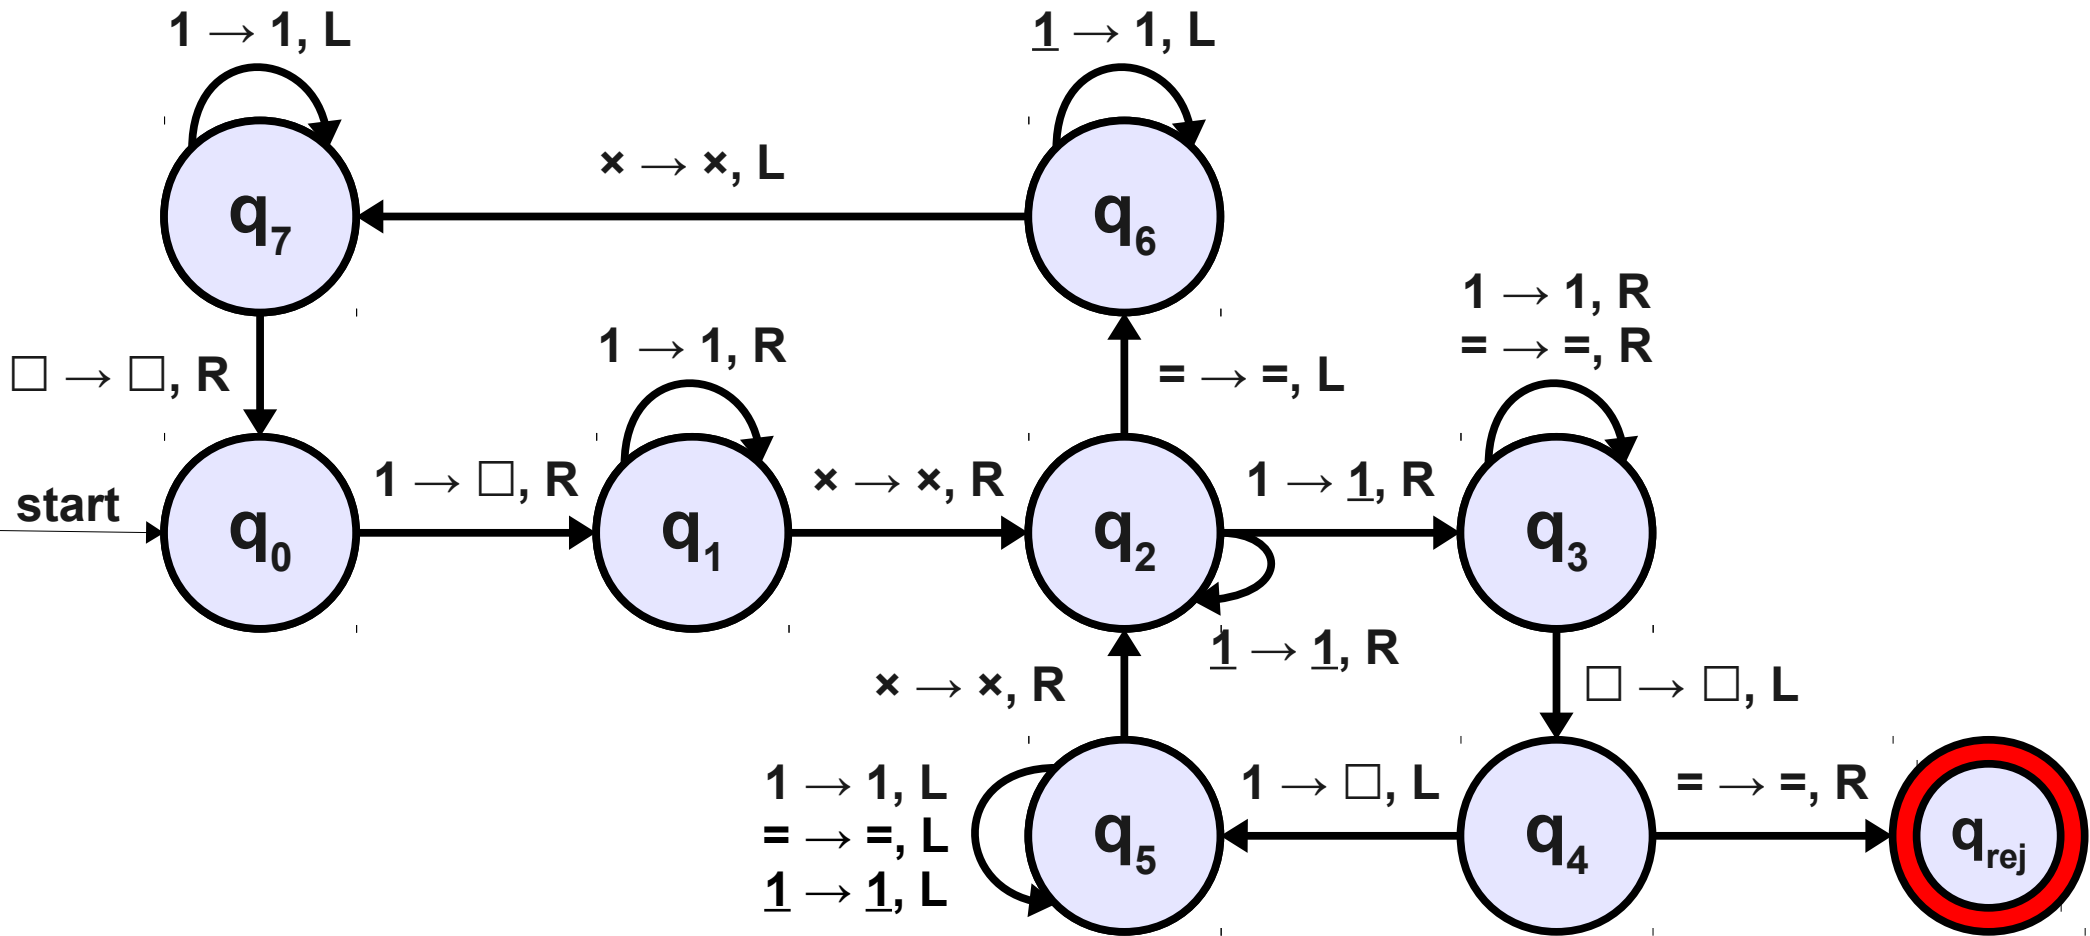 1 → 1, L
<u>1</u> → 1, L
× → ×, L
q₇
q₆
1 → 1, R
= → =, R
1 → 1, R
□ → □, R
= → =, L
start
1 → □, R
× → ×, R
1 → <u>1</u>, R
q₀
q₁
q₂
q₃
<u>1</u> → <u>1</u>, R
× → ×, R
□ → □, L
1 → 1, L
= → =, L
<u>1</u> → <u>1</u>, L
1 → □, L
= → =, R
q₅
q₄
q_rej